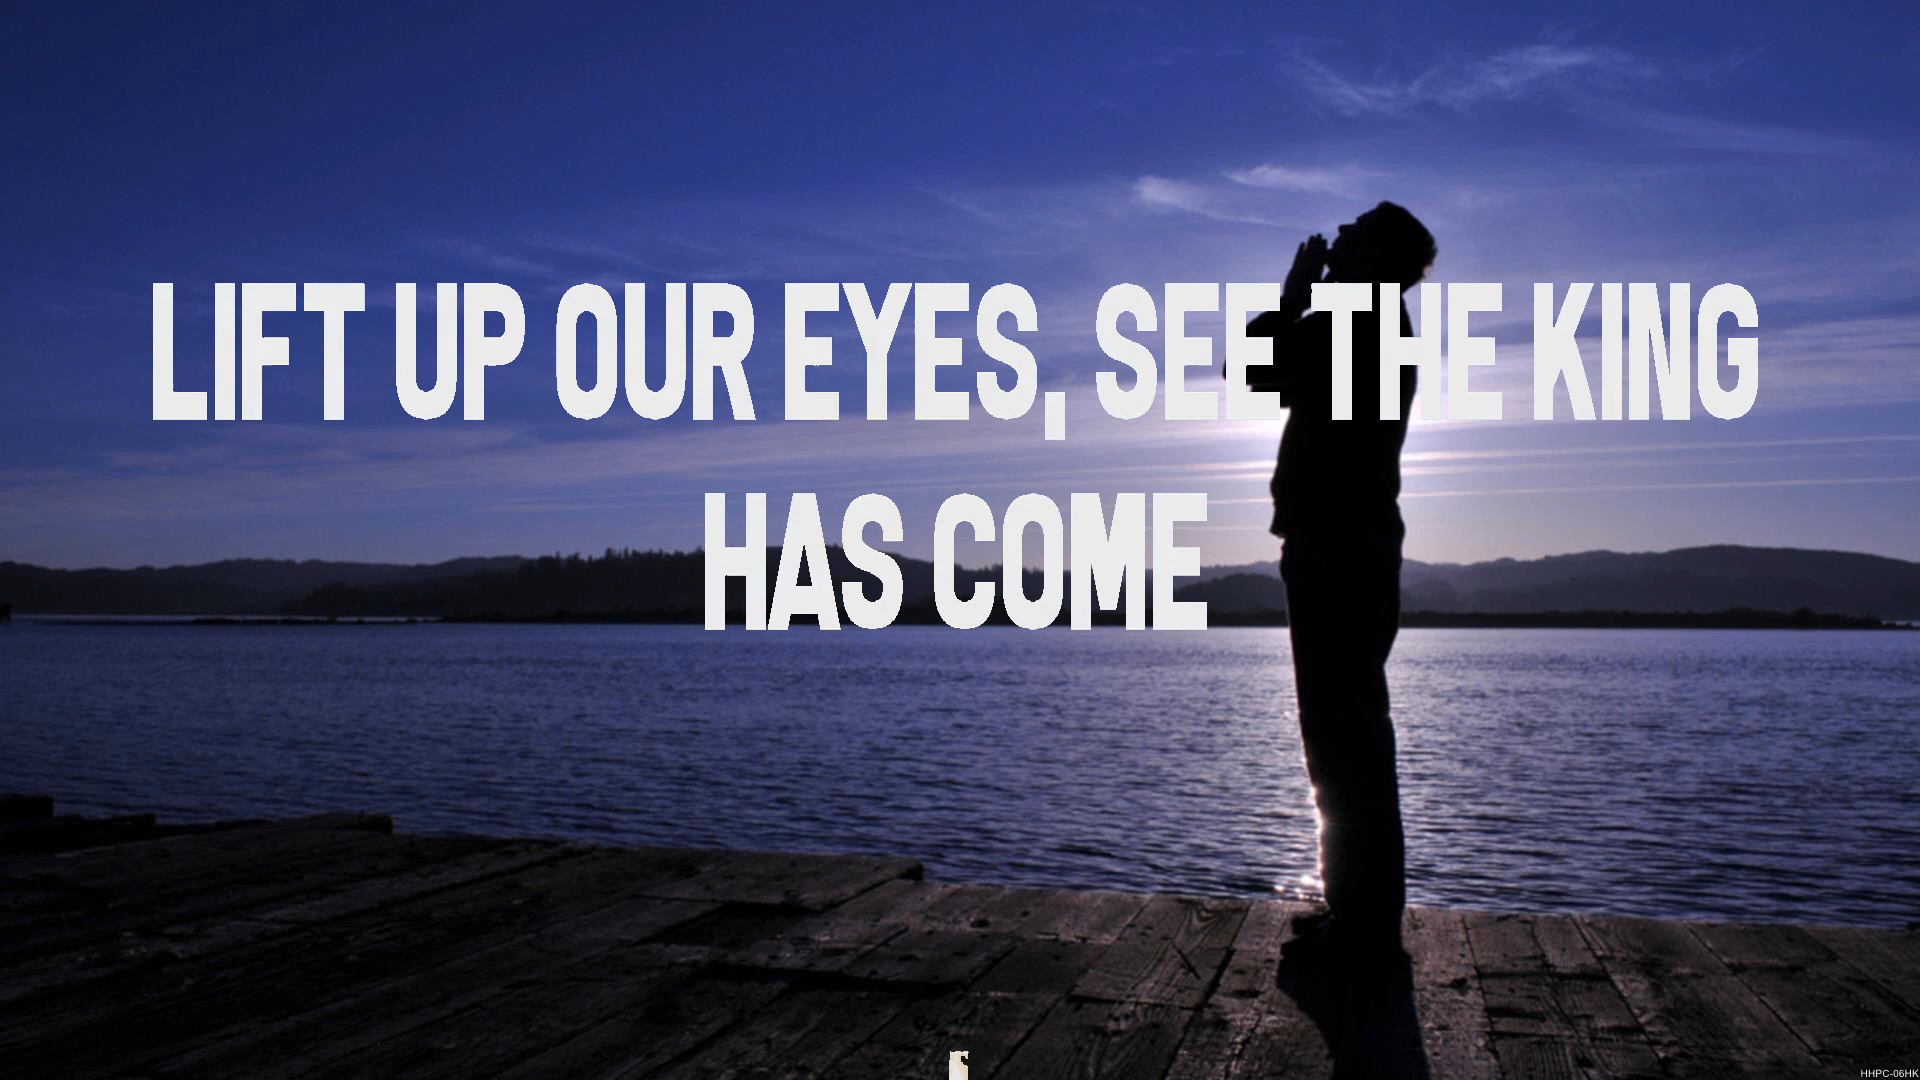 LIFT UP OUR EYES, SEE THE KING
HAS COME
HHPC-06HK